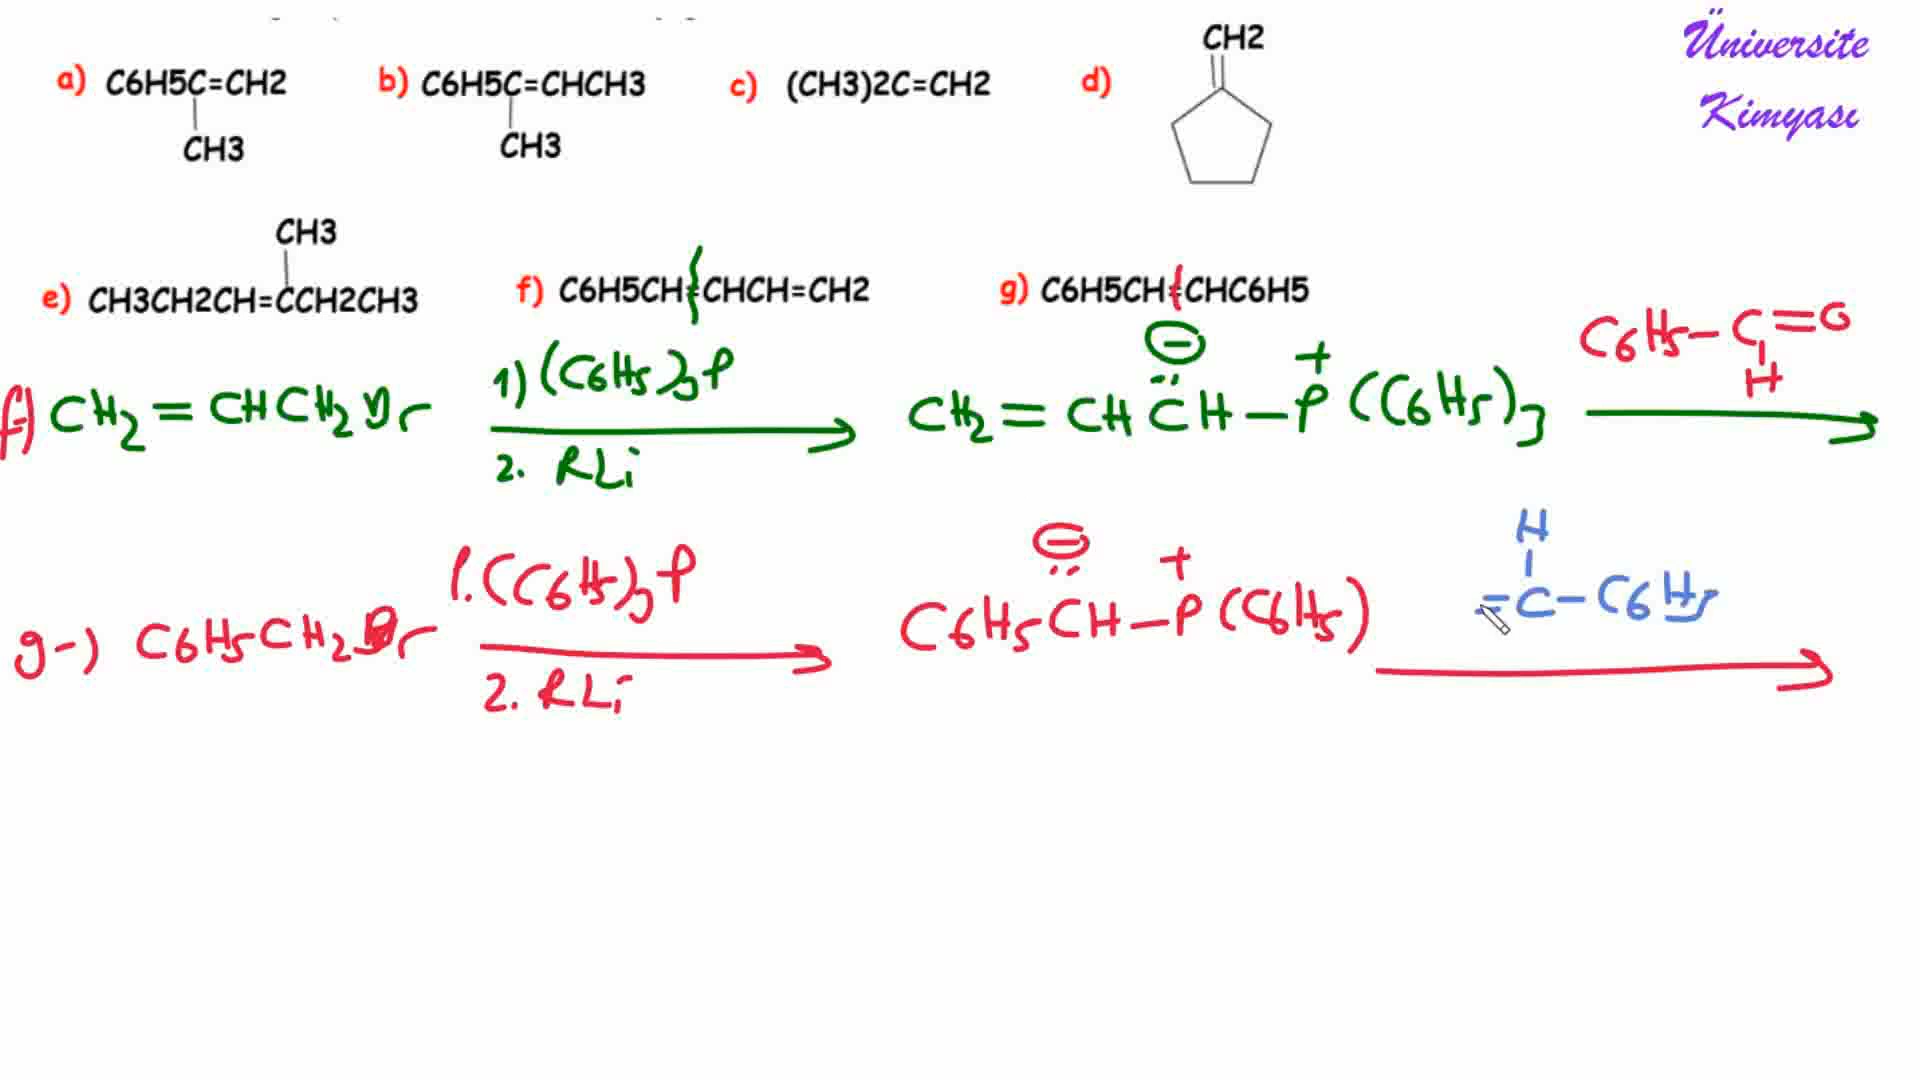 Üniversite
Kimyası
a) C6H5C=CH2
CH3
b) C6H5C=CHCH3
CH3
c) (CH3)2C=CH2
d) CH2
e) CH3CH2CH=CCH2CH3
CH3
f) C6H5CH=CHCH=CH2
g) C6H5CH=CHC6H5
f) CH2=CHCH2Br
1) (C6H5)3P
2. RLi
⊖
CH2=CHC̈H-P⁺(C6H5)3
C6H5-C=O
H
g-) C6H5CH2Br
1. (C6H5)3P
2. RLi
⊖
C6H5C̈H-P⁺(C6H5)
H
=C-C6H5